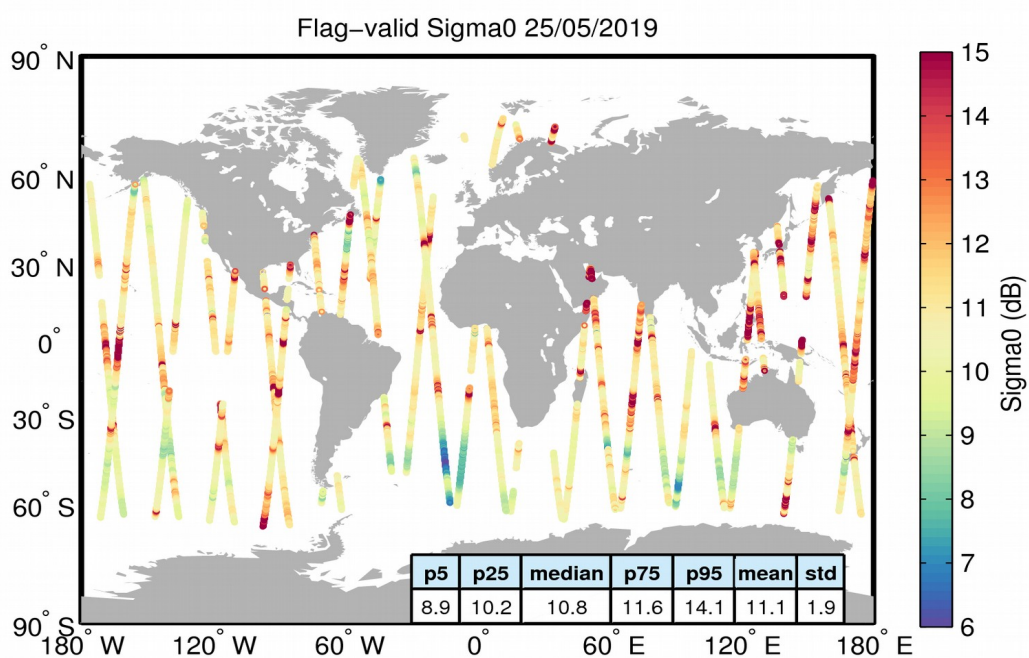 Flag−valid Sigma0 25/05/2019
90° N
60° N
30° N
0°
30° S
60° S
90° S
180° W
120° W
60° W
0°
60° E
120° E
180° E
p5 p25 median p75 p95 mean std
8.9 10.2 10.8 11.6 14.1 11.1 1.9
15
14
13
12
11
10
9
8
7
6
Sigma0 (dB)